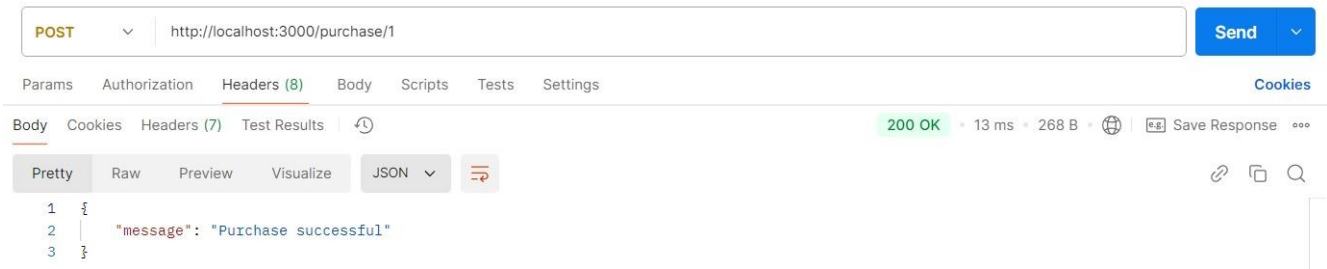 POST http://localhost:3000/purchase/1 Send
Params Authorization Headers (8) Body Scripts Tests Settings Cookies
Body Cookies Headers (7) Test Results 200 OK • 13 ms • 268 B • e.g. Save Response
Pretty Raw Preview Visualize JSON
1 {
2 "message": "Purchase successful"
3 }